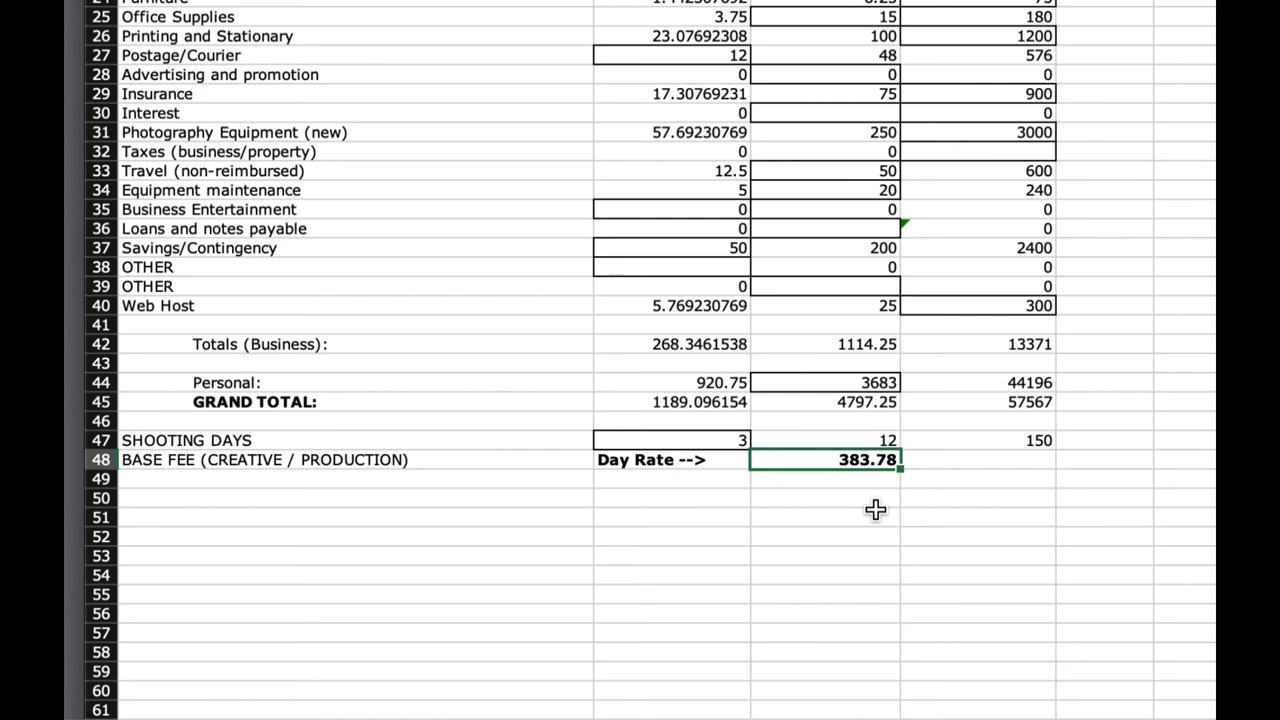 25 Office Supplies 3.75 15 180
26 Printing and Stationary 23.07692308 100 1200
27 Postage/Courier 12 48 576
28 Advertising and promotion 0 0 0
29 Insurance 17.30769231 75 900
30 Interest 0 0
31 Photography Equipment (new) 57.69230769 250 3000
32 Taxes (business/property) 0 0
33 Travel (non-reimbursed) 12.5 50 600
34 Equipment maintenance 5 20 240
35 Business Entertainment 0 0 0
36 Loans and notes payable 0 0
37 Savings/Contingency 50 200 2400
38 OTHER 0 0
39 OTHER 0 0
40 Web Host 5.769230769 25 300
41
42 Totals (Business): 268.3461538 1114.25 13371
43
44 Personal: 920.75 3683 44196
45 GRAND TOTAL: 1189.096154 4797.25 57567
46
47 SHOOTING DAYS 3 12 150
48 BASE FEE (CREATIVE / PRODUCTION) Day Rate --> 383.78
49
50
51
52
53
54
55
56
57
58
59
60
61